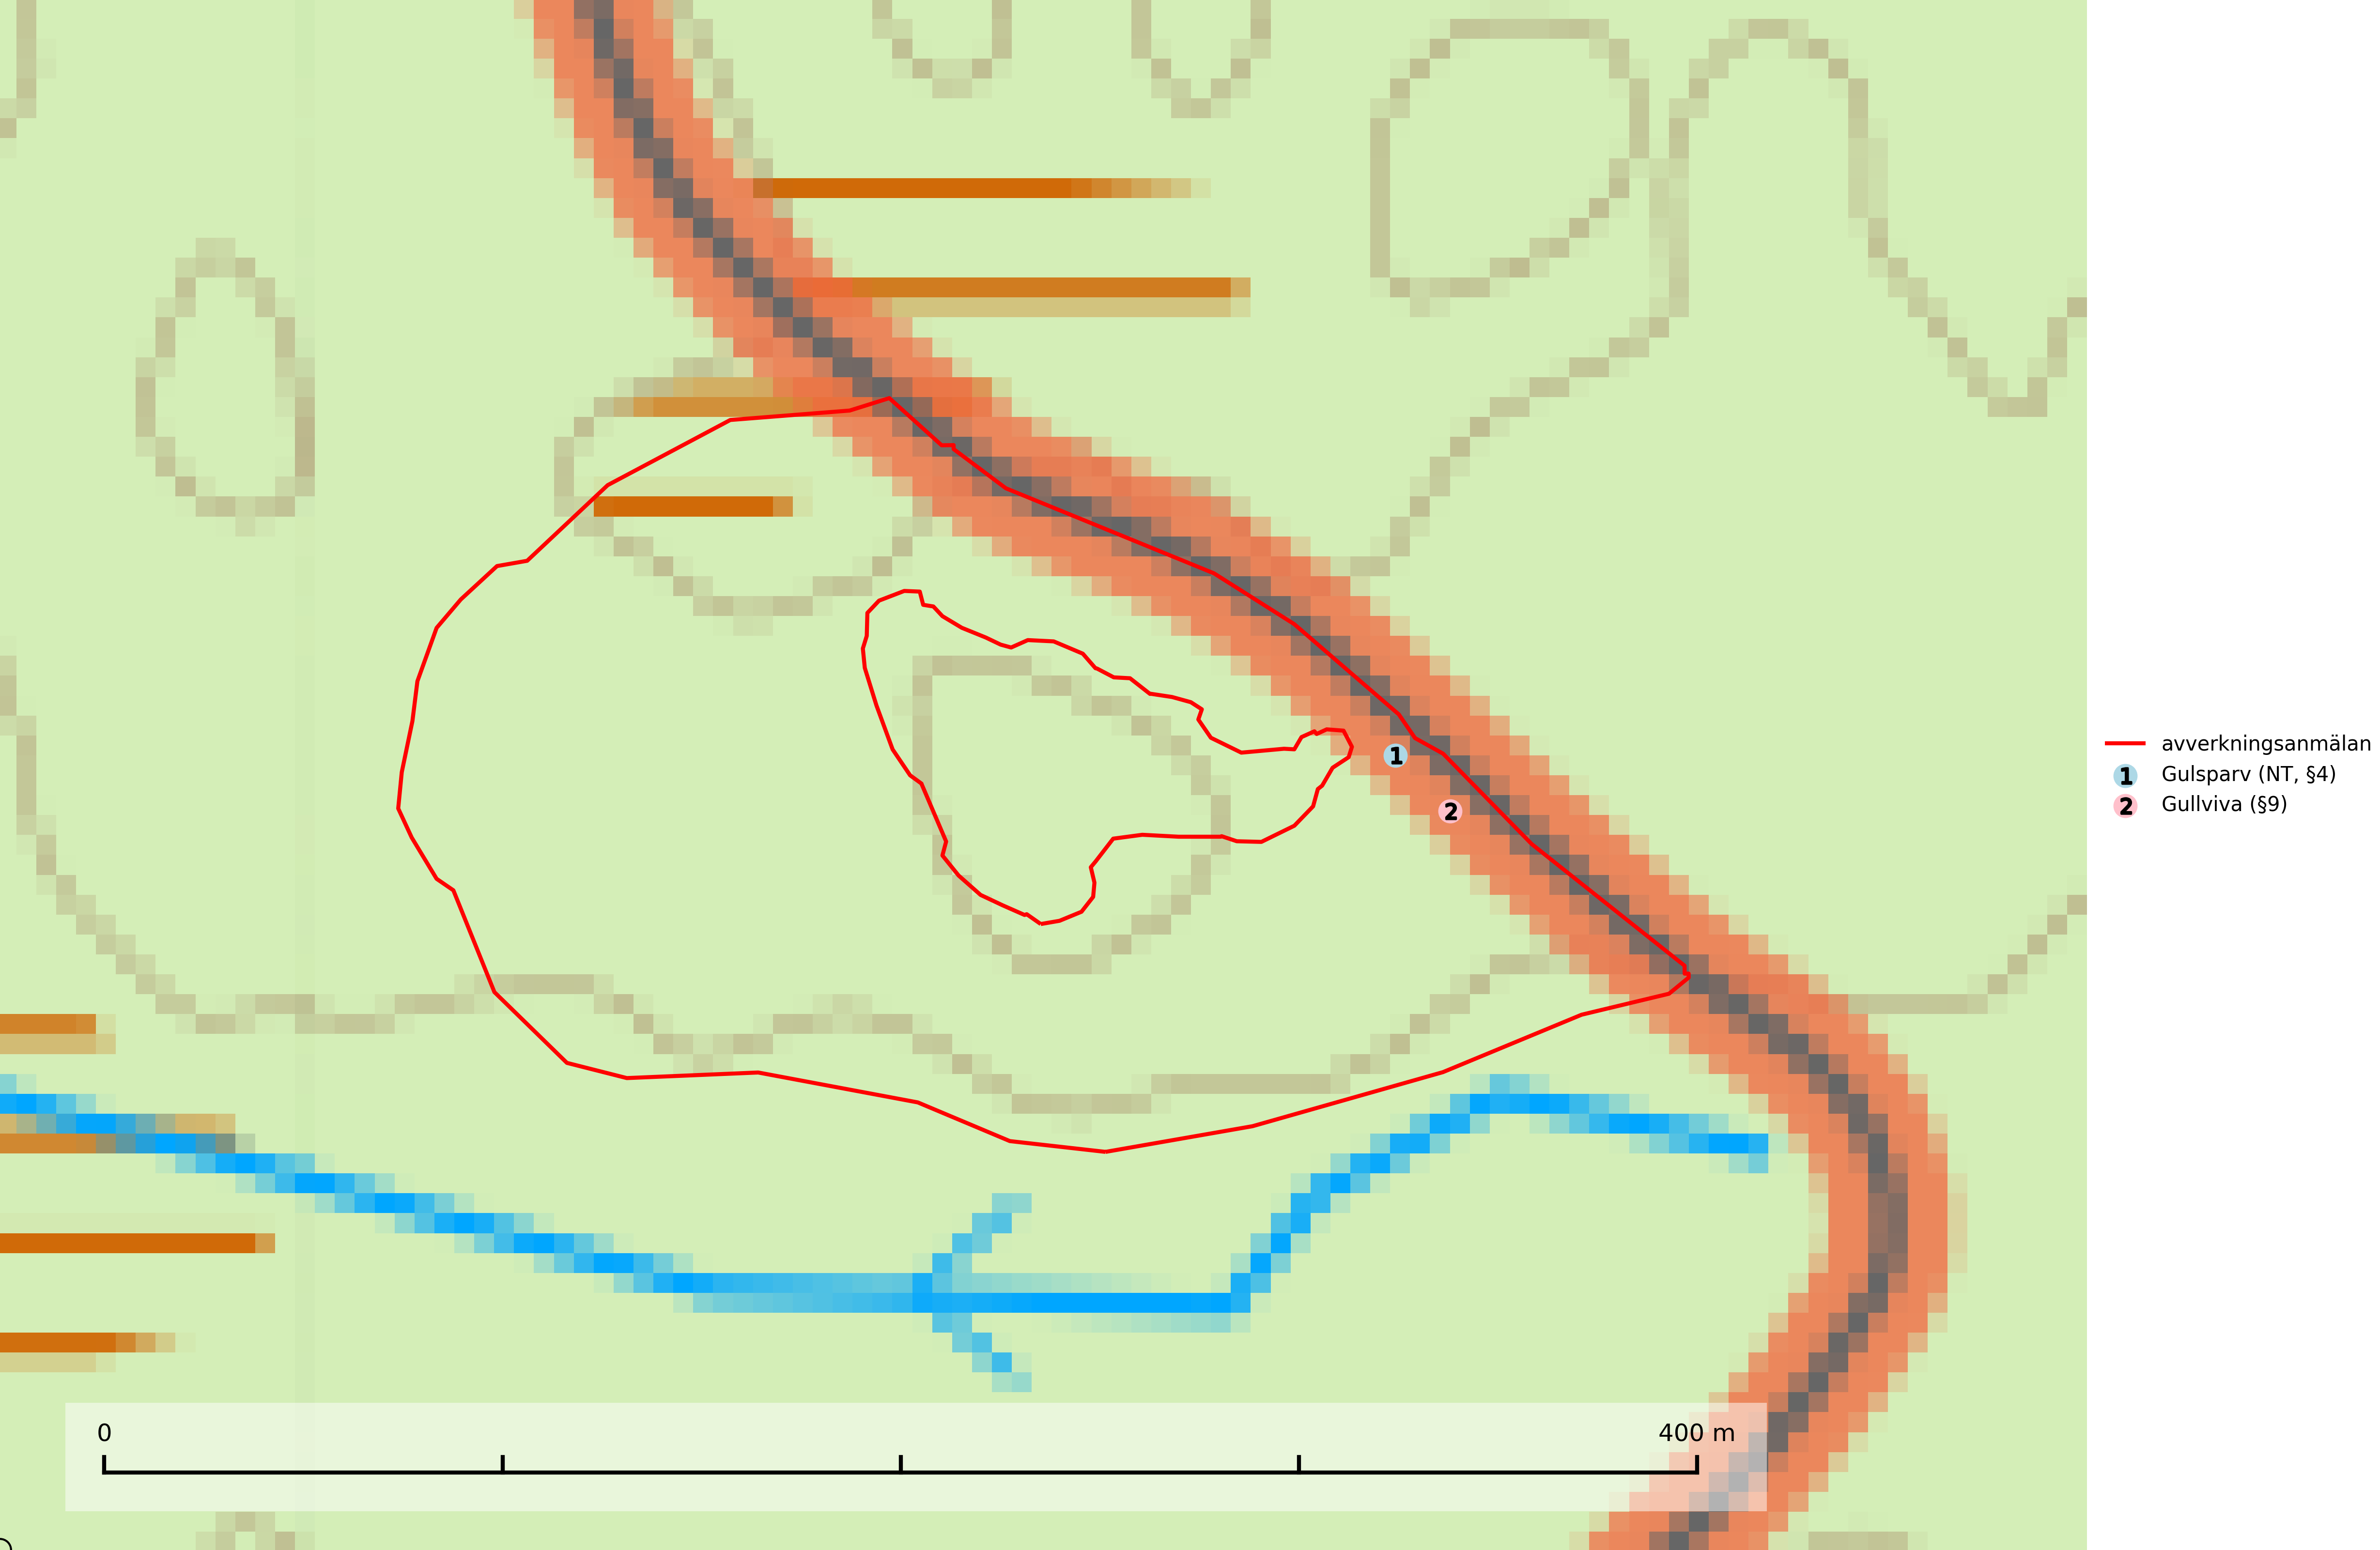 1
2
avverkningsanmälan
1 Gulsparv (NT, §4)
2 Gullviva (§9)
0 400 m